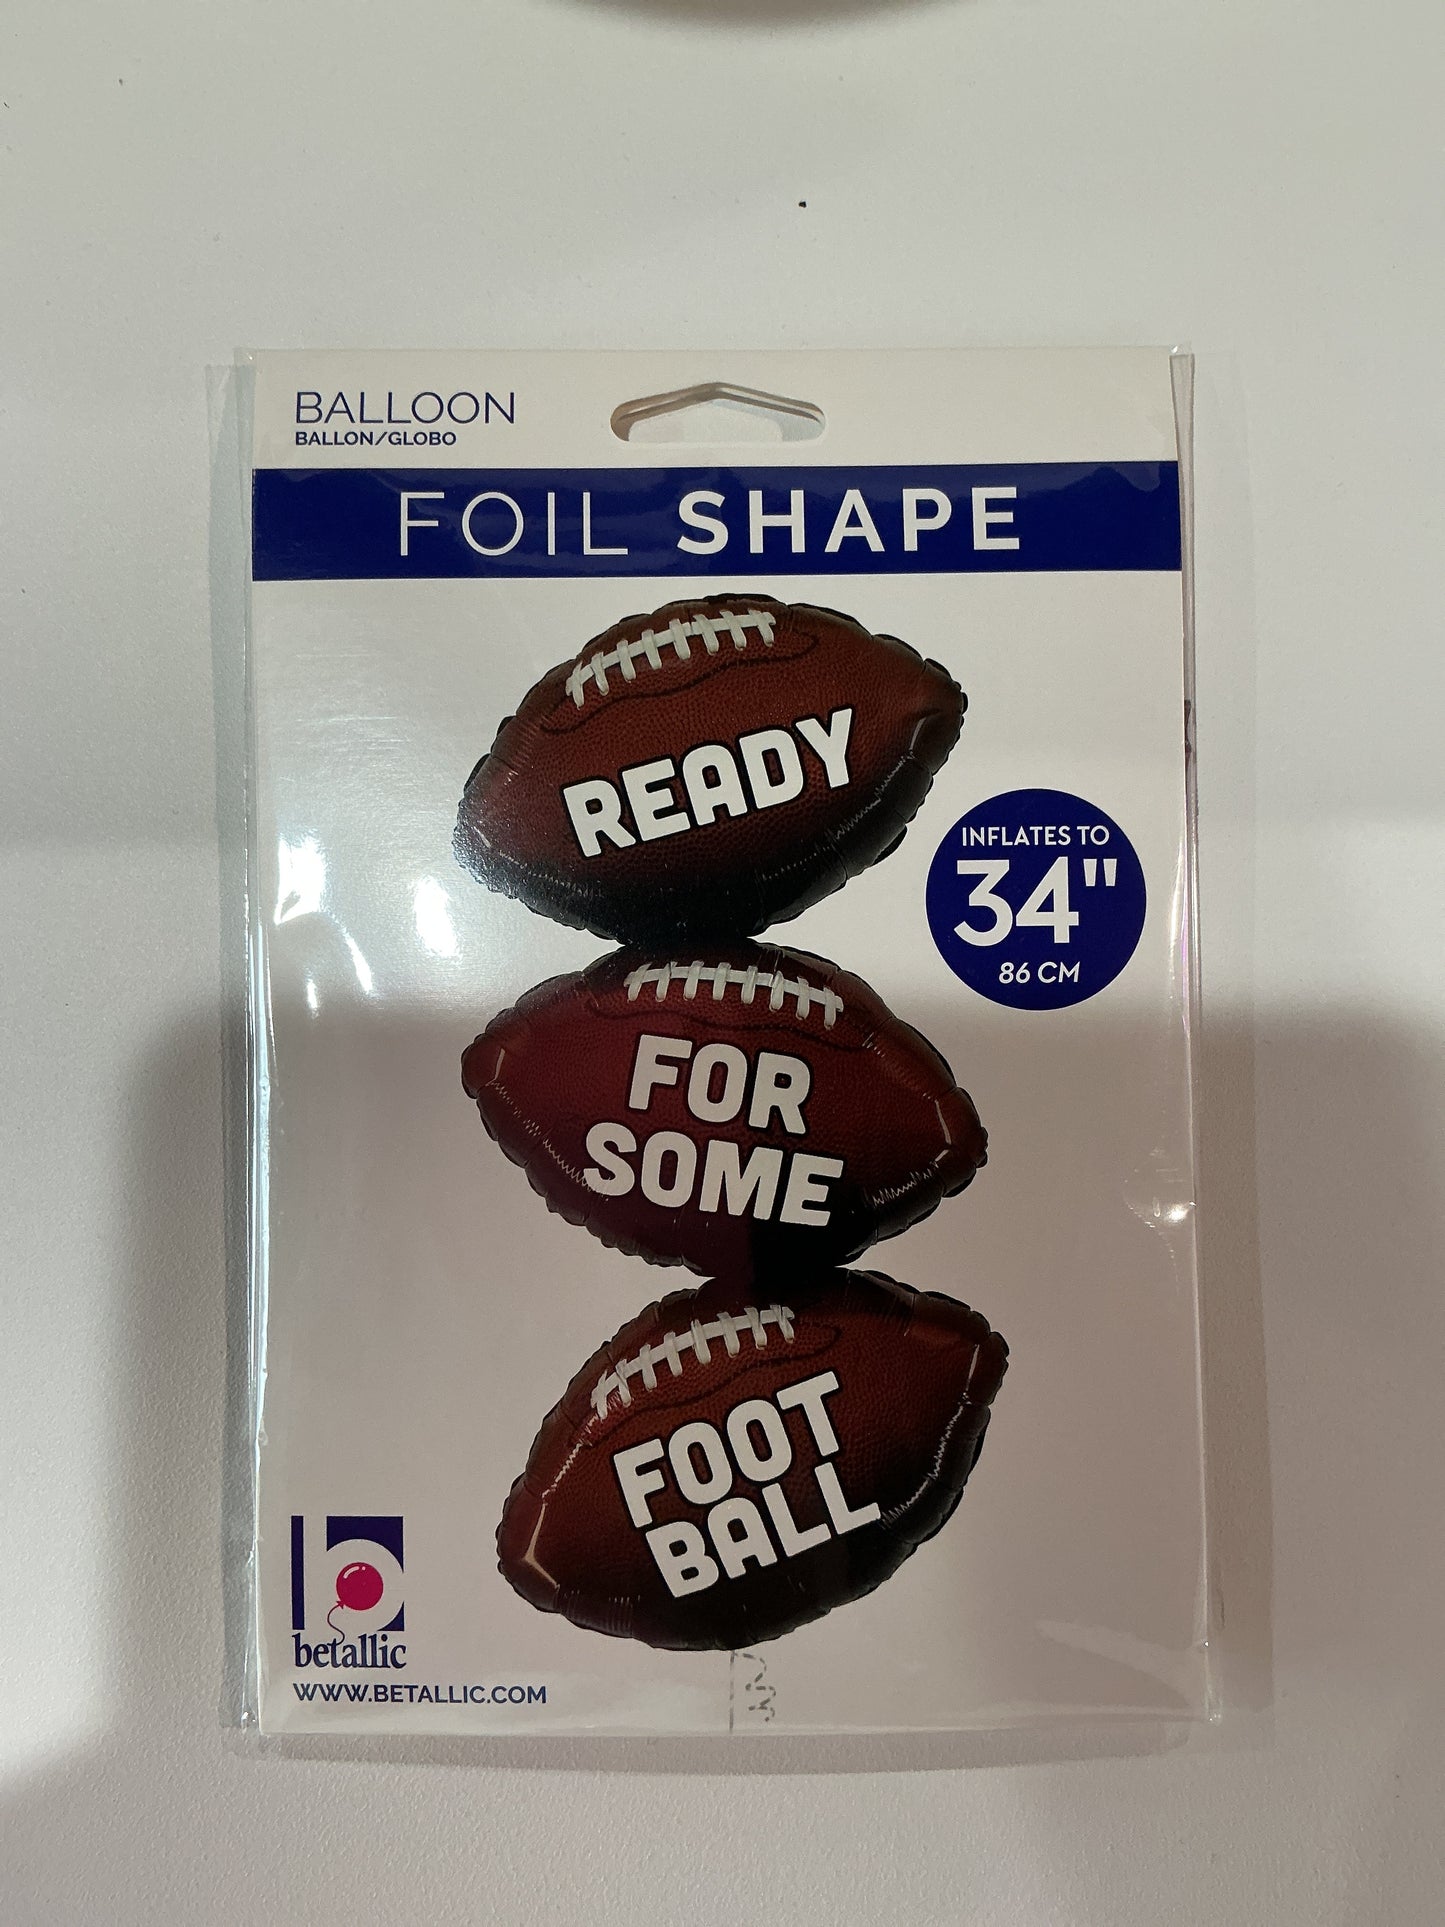 BALLOON
BALLON/GLOBO
FOIL SHAPE
READY
INFLATES TO
34"
86 CM
FOR
SOME
FOOT
BALL
betallic
WWW.BETALLIC.COM